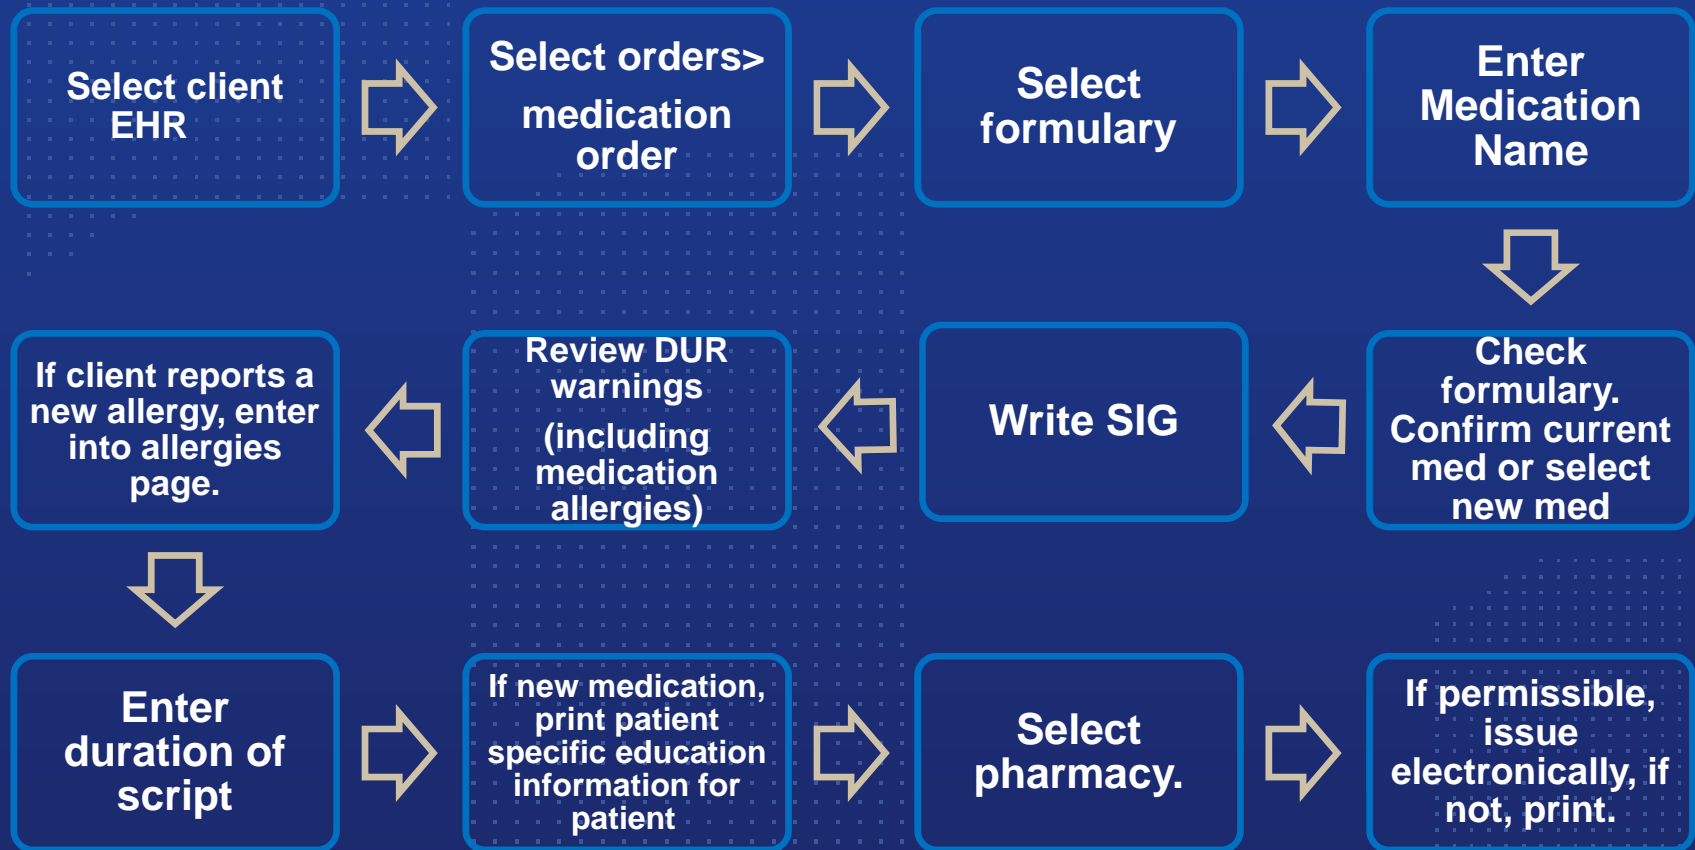 Select client
EHR
Select orders>
medication
order
Select
formulary
Enter
Medication
Name
Check
formulary.
Confirm current
med or select
new med
Write SIG
Review DUR
warnings
(including
medication
allergies)
If client reports a
new allergy, enter
into allergies
page.
Enter
duration of
script
If new medication,
print patient
specific education
information for
patient
Select
pharmacy.
If permissible,
issue
electronically, if
not, print.